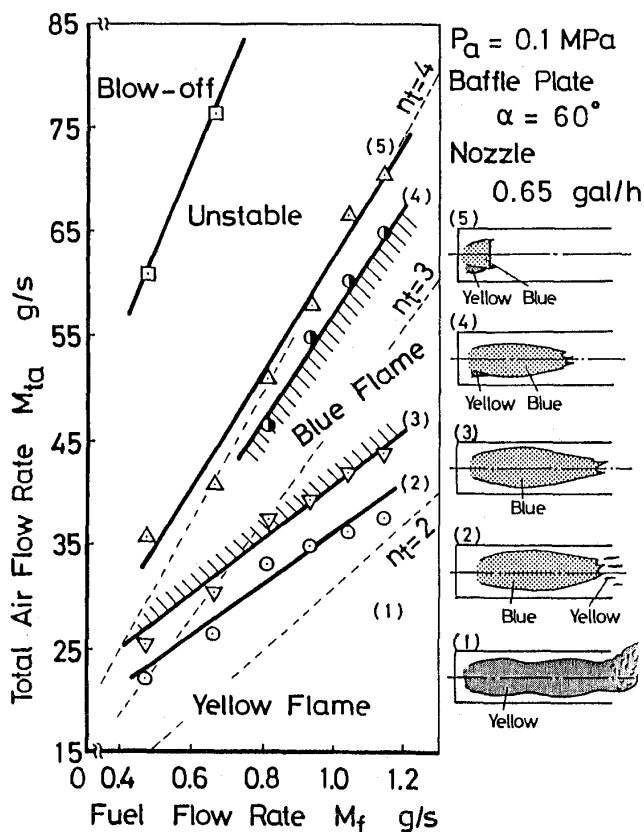 85
75
65
55
45
35
25
15
Total Air Flow Rate Mta g/s
0 0.4 0.6 0.8 1.0 1.2
Fuel Flow Rate Mf g/s
Blow-off
Unstable
Blue Flame
Yellow Flame
nt=4
nt=3
nt=2
(5)
(4)
(3)
(2)
(1)
Pa = 0.1 MPa
Baffle Plate
α = 60°
Nozzle
0.65 gal/h
(5)
Yellow Blue
(4)
Yellow Blue
(3)
Blue
(2)
Blue Yellow
(1)
Yellow